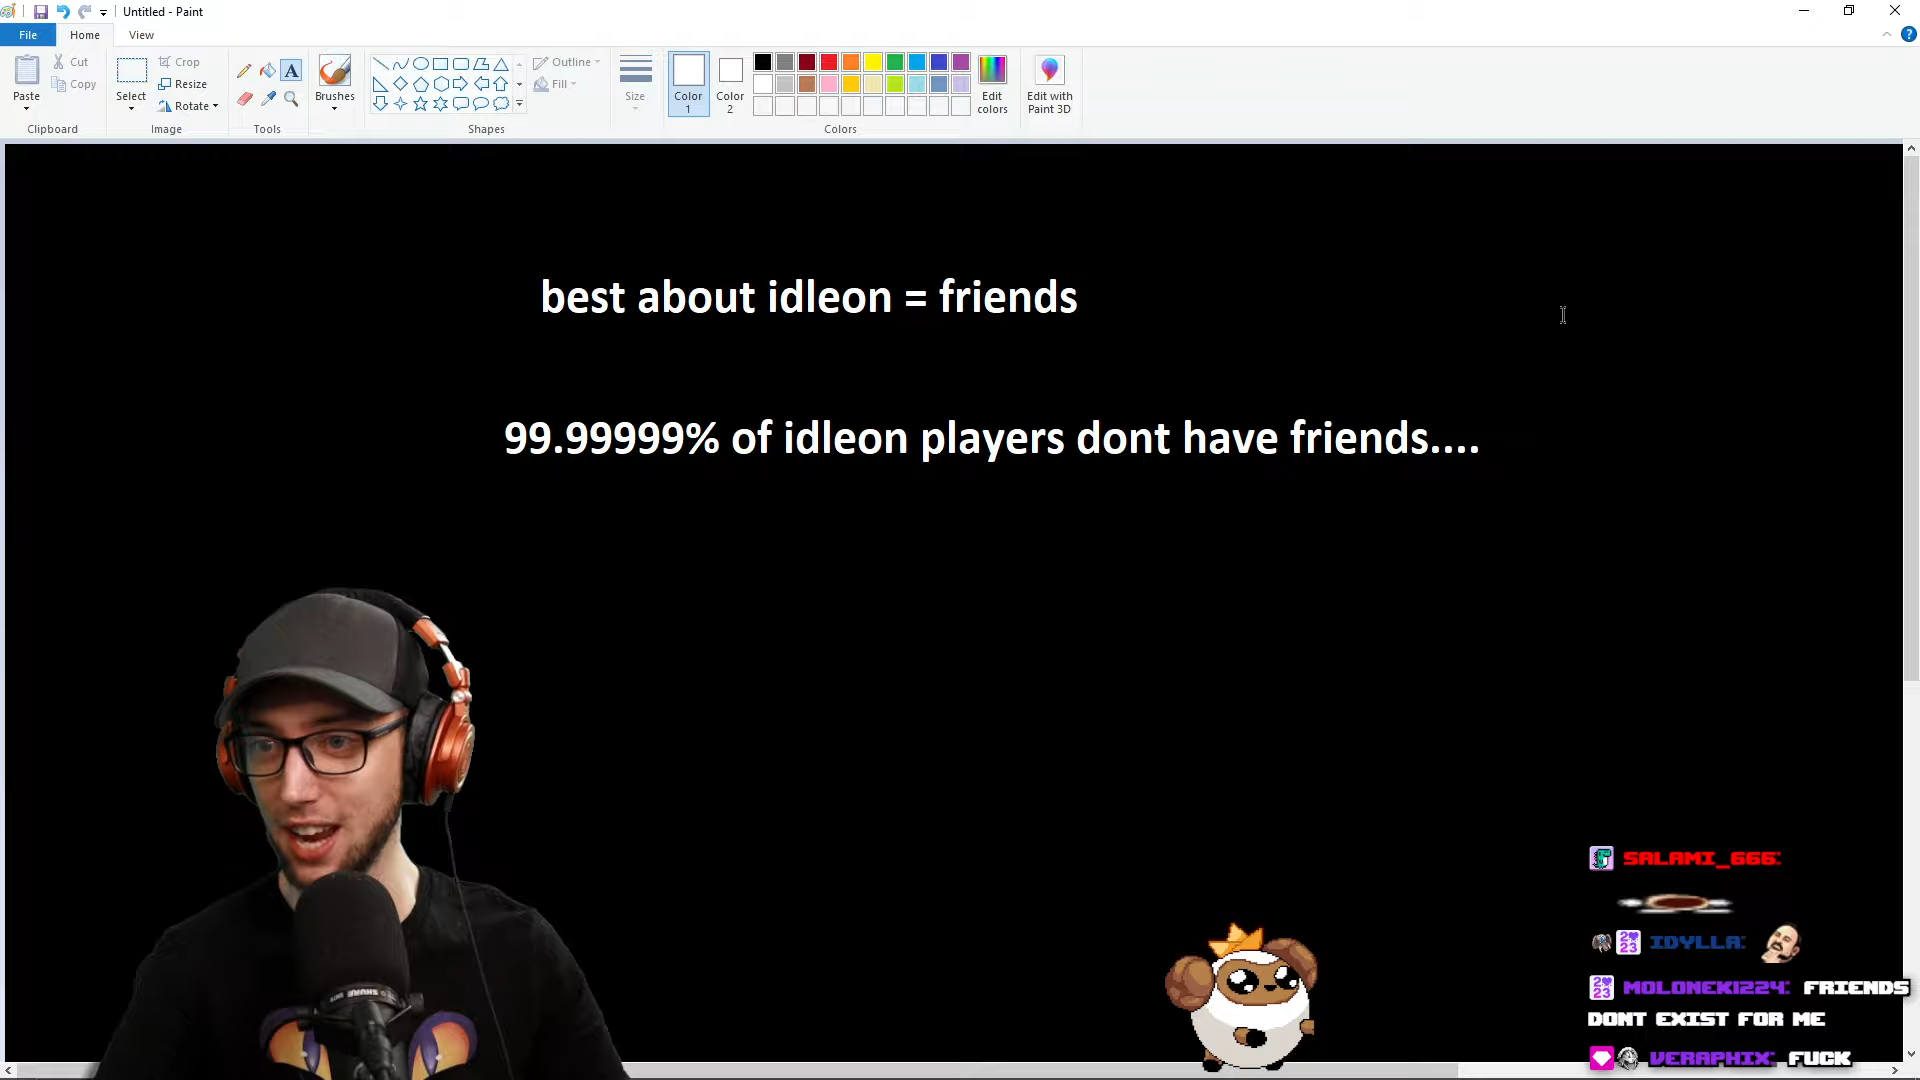 Untitled - Paint
File
Home
View
Paste
Cut
Copy
Clipboard
Select
Crop
Resize
Rotate
Image
A
Tools
Brushes
Shapes
Outline
Fill
Size
Color 1
Color 2
Edit colors
Colors
Edit with Paint 3D
best about idleon = friends
99.99999% of idleon players dont have friends....
SALAMI_666:
IDYLLA:
MOLONEKI224: FRIENDS
DONT EXIST FOR ME
VERAPHIX: FUCK